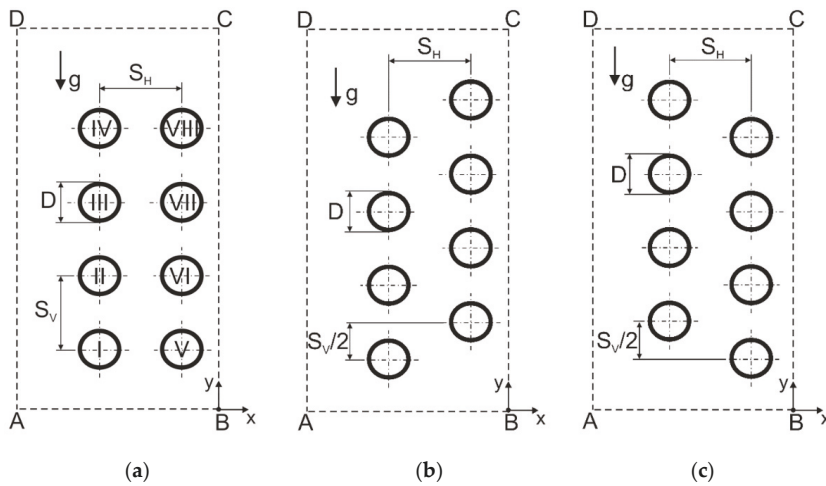 D C
S_H
g
IV VIII
D III VII
II VI
S_V
I V
y
A B x
(a)
D C
S_H
g
D
S_V/2
y
A B x
(b)
D C
S_H
g
D
S_V/2
y
A B x
(c)